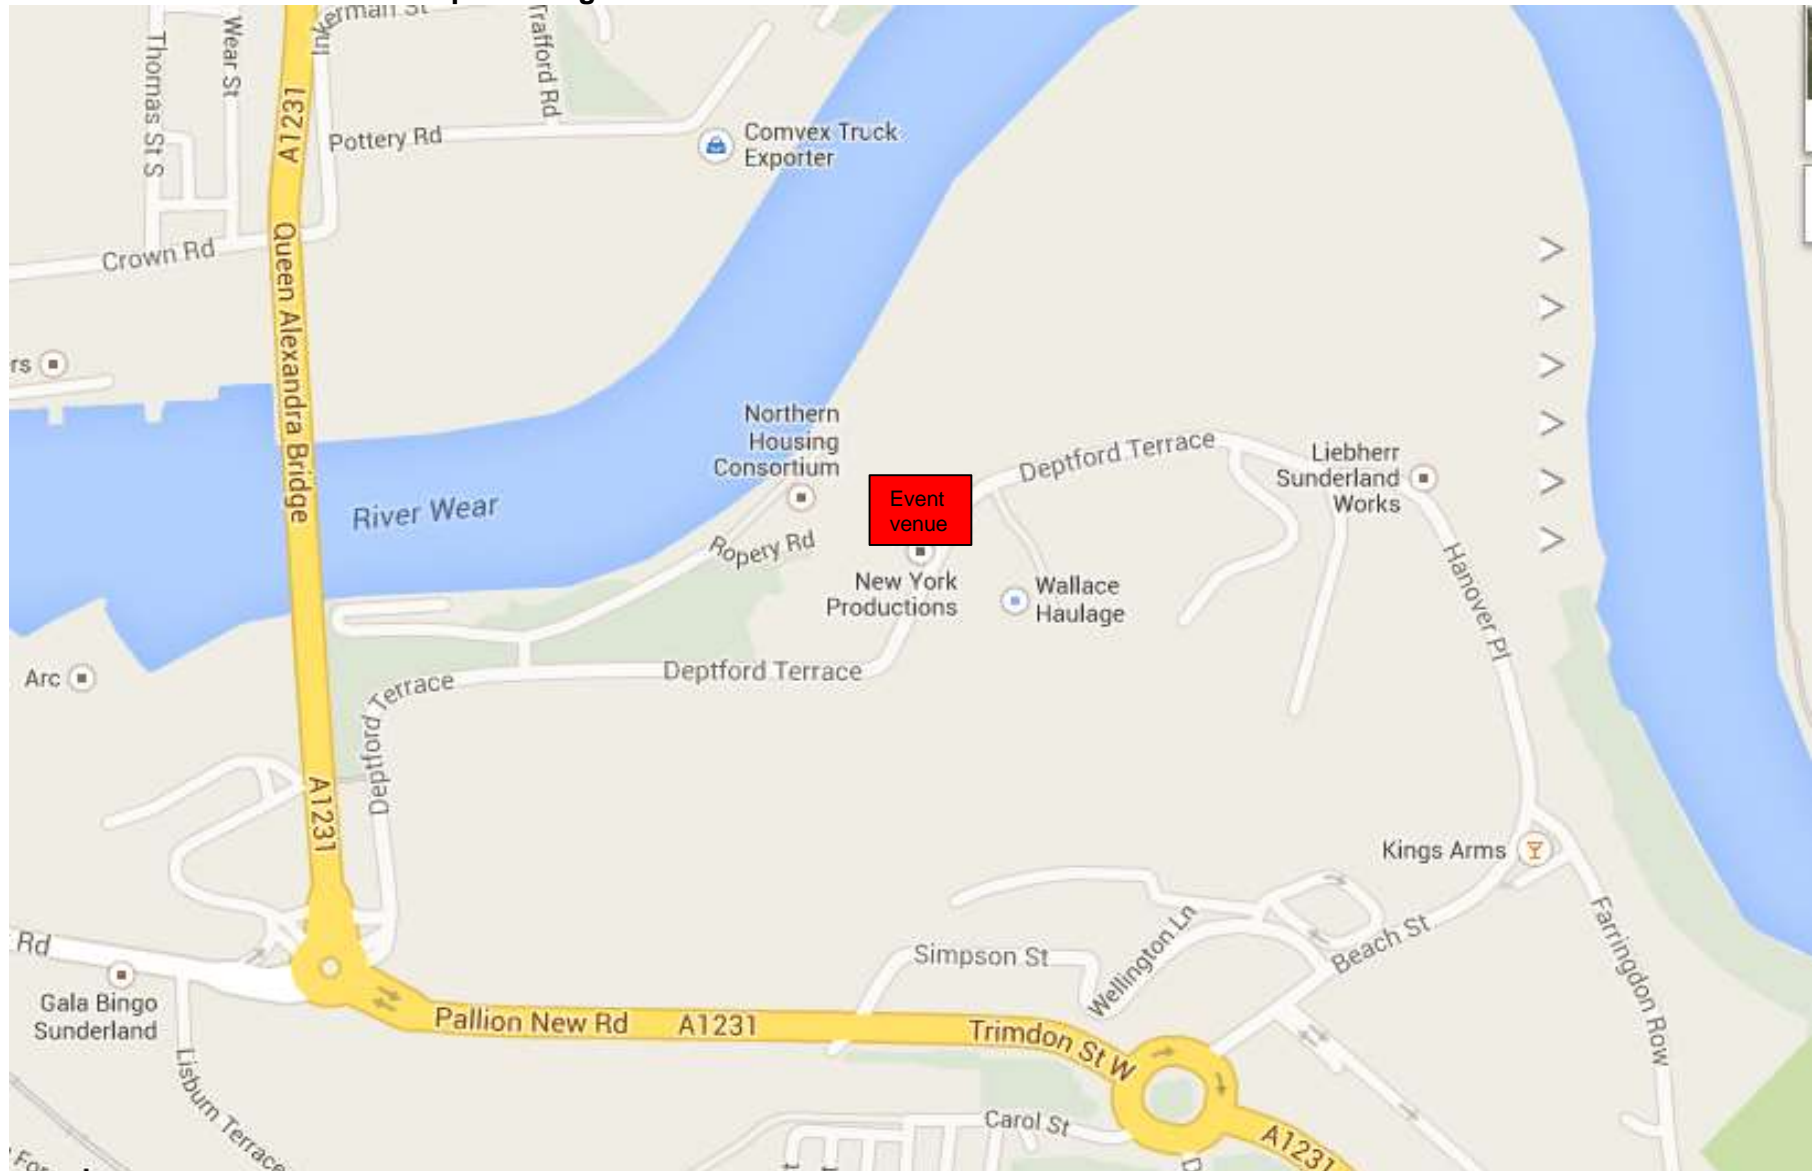 Inkerman St
Trafford Rd
Wear St
Thomas St S
A1231
Pottery Rd
Comvex Truck
Exporter
Crown Rd
Queen Alexandra Bridge
rs
Northern
Housing
Consortium
Deptford Terrace
Liebherr
Sunderland
Works
Event
venue
River Wear
Ropery Rd
New York
Productions
Wallace
Haulage
Hanover Pl
Arc
Deptford Terrace
Deptford Terrace
A1231
Kings Arms
Farringdon Row
Beach St
Wellington Ln
Simpson St
Rd
Gala Bingo
Sunderland
Pallion New Rd
A1231
Trimdon St W
Lisburn Terrace
Carol St
A1231
D